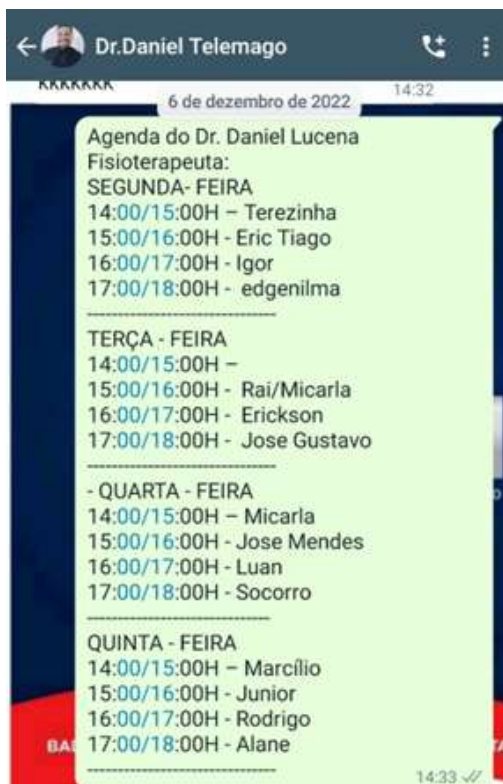 Dr.Daniel Telemago
KKKKKKK
14:32
6 de dezembro de 2022
Agenda do Dr. Daniel Lucena
Fisioterapeuta:
SEGUNDA- FEIRA
14:00/15:00H – Terezinha
15:00/16:00H - Eric Tiago
16:00/17:00H - Igor
17:00/18:00H - edgenilma
------------------------------
TERÇA - FEIRA
14:00/15:00H –
15:00/16:00H - Rai/Micarla
16:00/17:00H - Erickson
17:00/18:00H - Jose Gustavo
------------------------------
- QUARTA - FEIRA
14:00/15:00H – Micarla
15:00/16:00H - Jose Mendes
16:00/17:00H - Luan
17:00/18:00H - Socorro
-----------------------------
QUINTA - FEIRA
14:00/15:00H – Marcílio
15:00/16:00H - Junior
16:00/17:00H - Rodrigo
17:00/18:00H - Alane
------------------------------
14:33